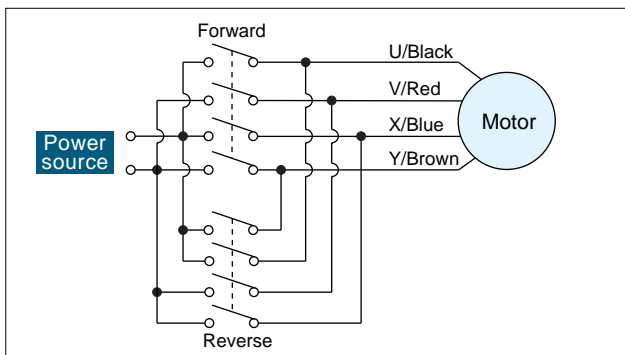 Forward
U/Black
V/Red
X/Blue
Y/Brown
Motor
Power
source
Reverse